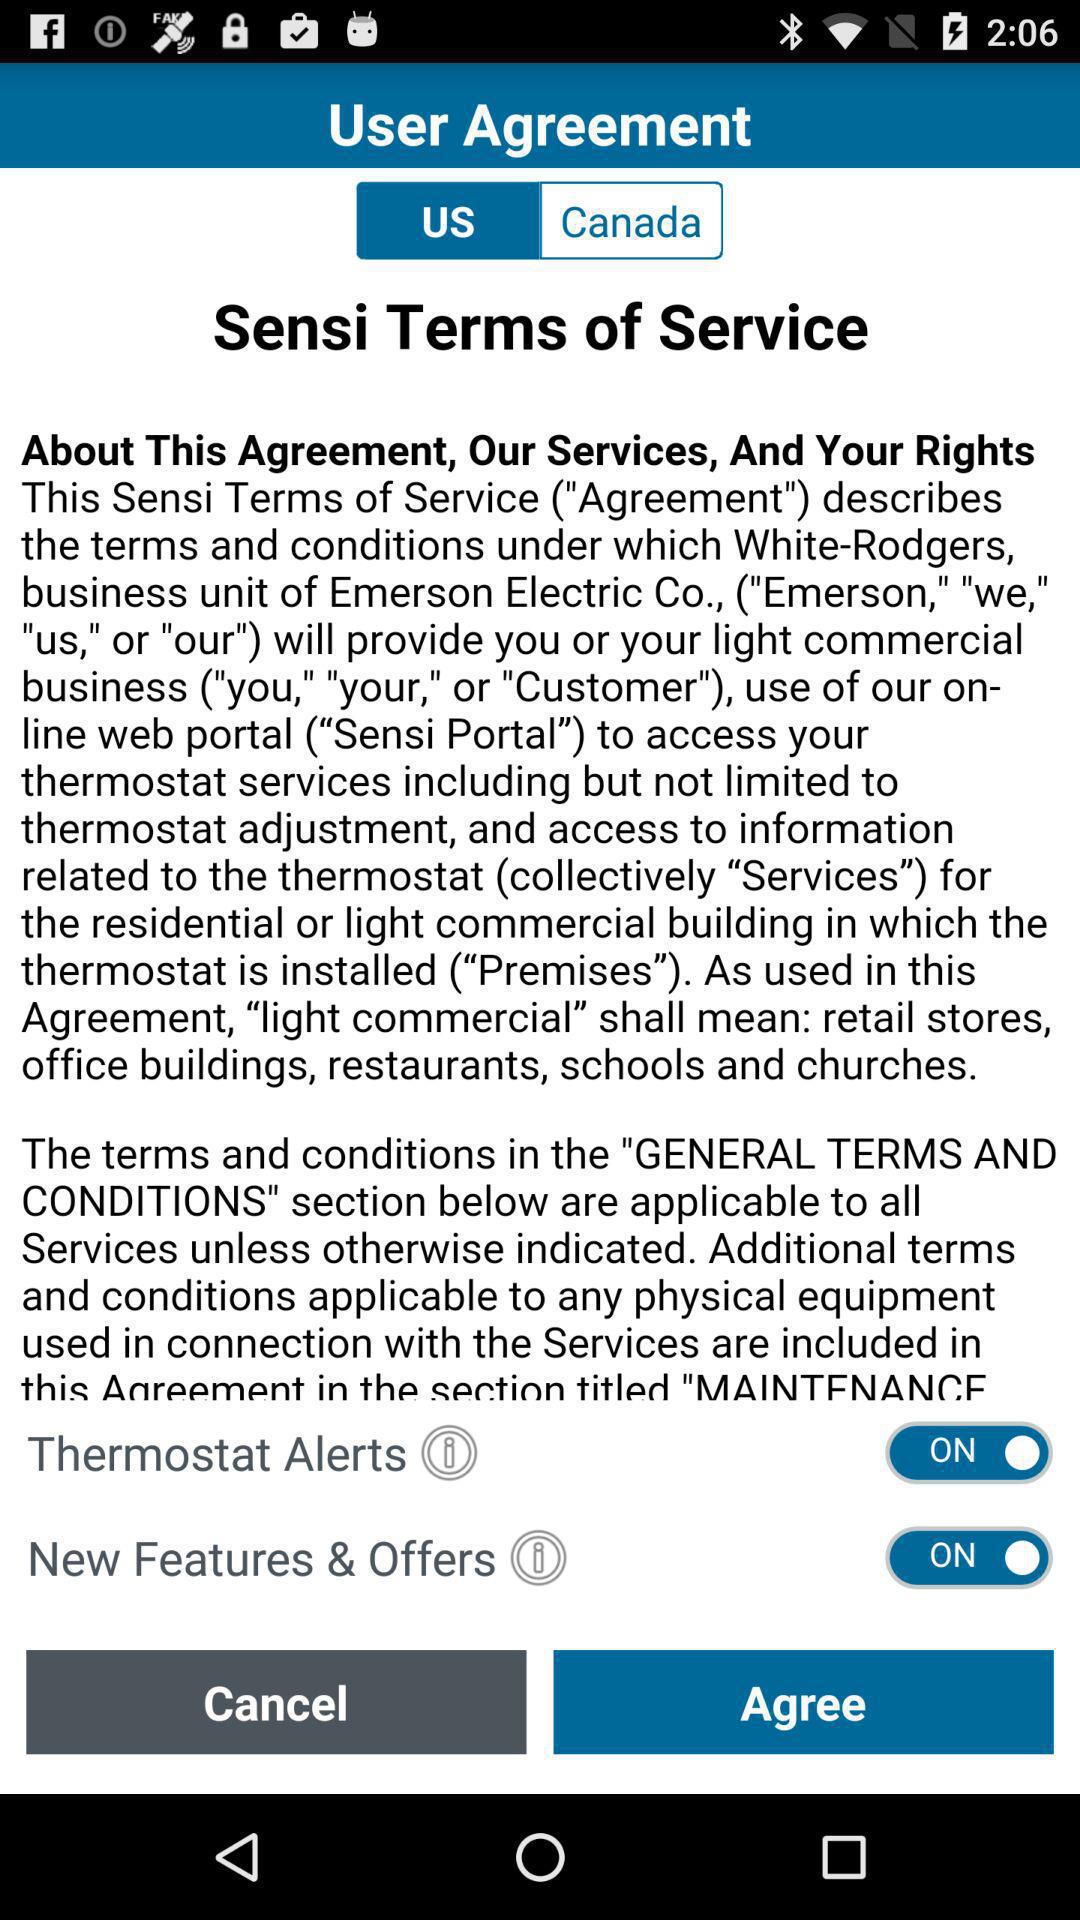 FAKE
2:06
User Agreement
US Canada
Sensi Terms of Service
About This Agreement, Our Services, And Your Rights
This Sensi Terms of Service ("Agreement") describes
the terms and conditions under which White-Rodgers,
business unit of Emerson Electric Co., ("Emerson," "we,"
"us," or "our") will provide you or your light commercial
business ("you," "your," or "Customer"), use of our on-
line web portal (“Sensi Portal”) to access your
thermostat services including but not limited to
thermostat adjustment, and access to information
related to the thermostat (collectively “Services”) for
the residential or light commercial building in which the
thermostat is installed (“Premises”). As used in this
Agreement, “light commercial” shall mean: retail stores,
office buildings, restaurants, schools and churches.
The terms and conditions in the "GENERAL TERMS AND
CONDITIONS" section below are applicable to all
Services unless otherwise indicated. Additional terms
and conditions applicable to any physical equipment
used in connection with the Services are included in
this Agreement in the section titled "MAINTENANCE
Thermostat Alerts ON
New Features & Offers ON
Cancel Agree